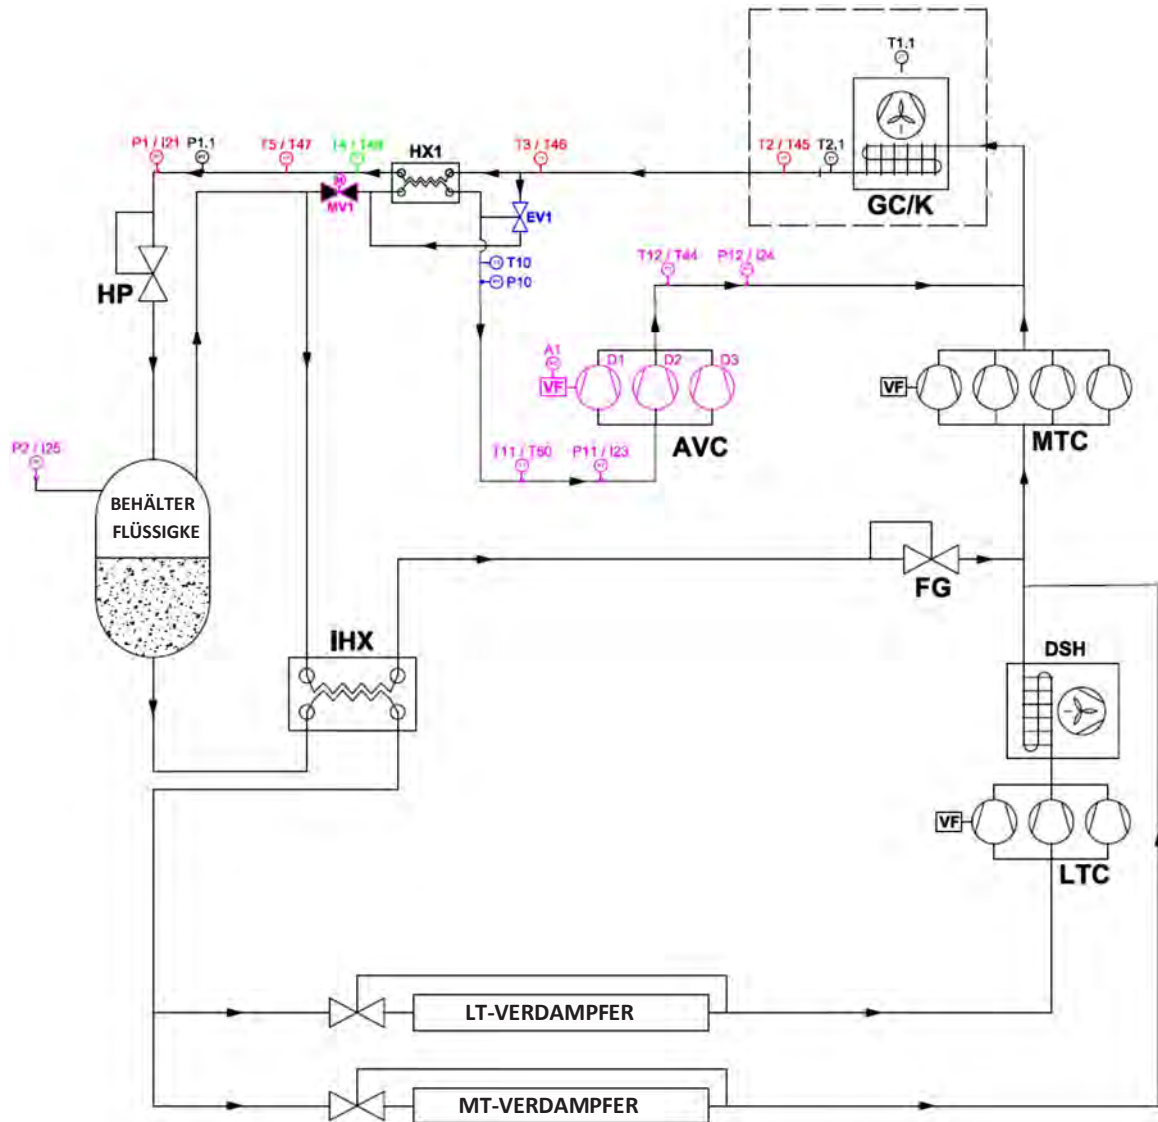 T1.1
P1 / I21
P1.1
T5 / T47
HX1
T3 / T46
T2 / T45
T2.1
M
MV1
EV1
GC/K
T10
P10
HP
T12 / T44
P12 / I24
A1
VF
D1
D2
D3
AVC
VF
MTC
P2 / I25
T11 / T50
P11 / I23
BEHÄLTER
FLÜSSIGKE
FG
IHX
DSH
VF
LTC
LT-VERDAMPFER
MT-VERDAMPFER